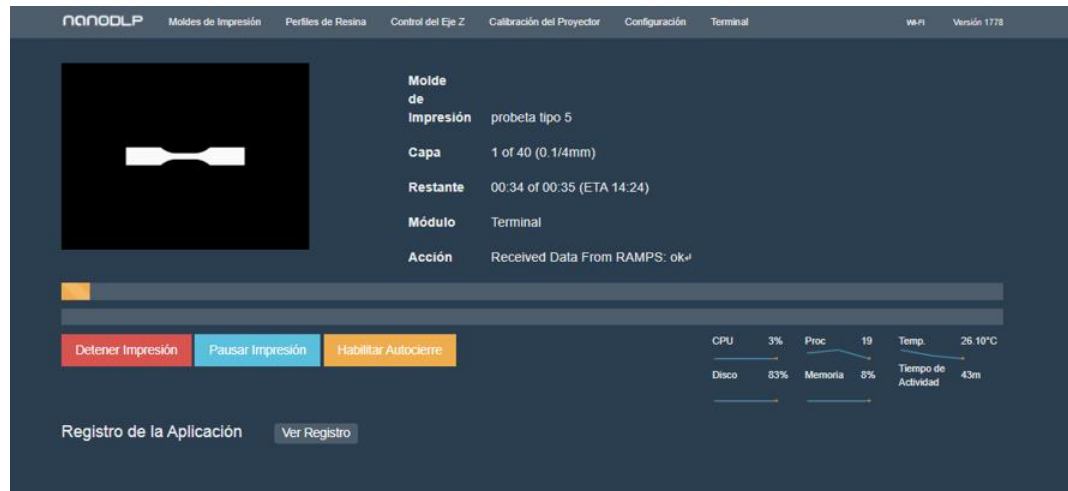 nanoDLP Moldes de Impresión Perfiles de Resina Control del Eje Z Calibración del Proyector Configuración Terminal Wi-Fi Versión 1778
Molde
de
Impresión probeta tipo 5
Capa 1 of 40 (0.1/4mm)
Restante 00:34 of 00:35 (ETA 14:24)
Módulo Terminal
Acción Received Data From RAMPS: ok↵
Detener Impresión Pausar Impresión Habilitar Autocierre
CPU 3% Proc 19 Temp. 26.10°C
Disco 83% Memoria 8% Tiempo de
Actividad 43m
Registro de la Aplicación Ver Registro